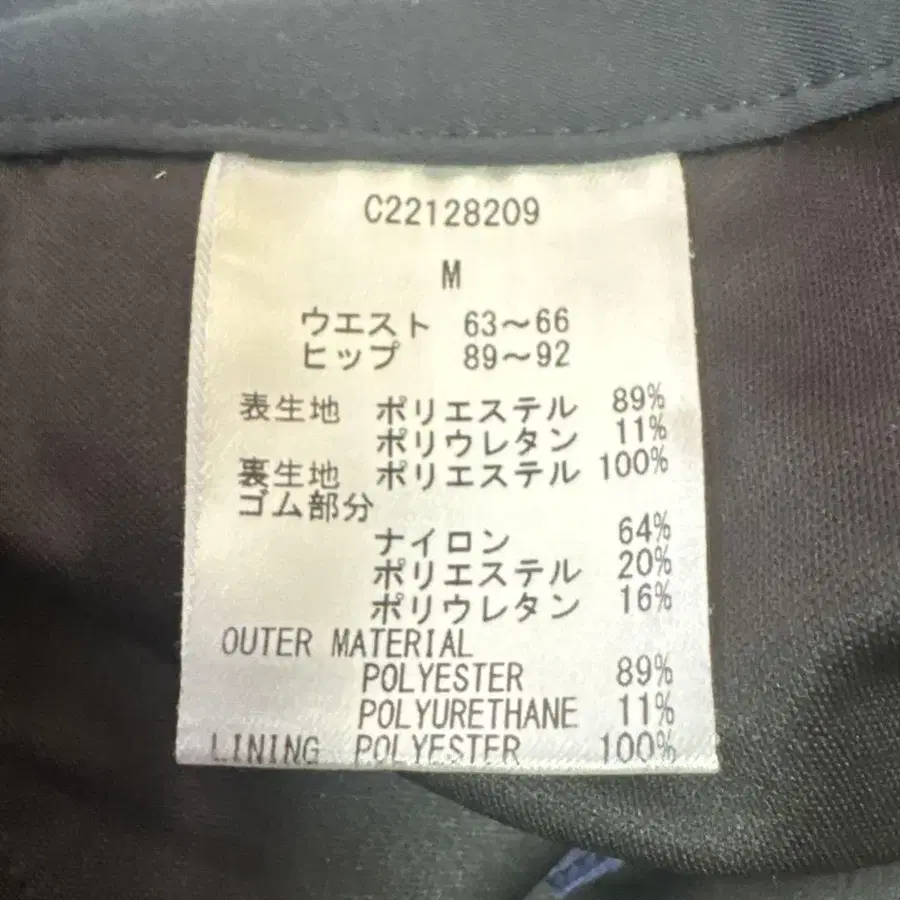 C22128209
M
ウエスト 63～66
ヒップ 89～92
表生地 ポリエステル 89%
ポリウレタン 11%
裏生地 ポリエステル 100%
ゴム部分
ナイロン 64%
ポリエステル 20%
ポリウレタン 16%
OUTER MATERIAL
POLYESTER 89%
POLYURETHANE 11%
LINING POLYESTER 100%